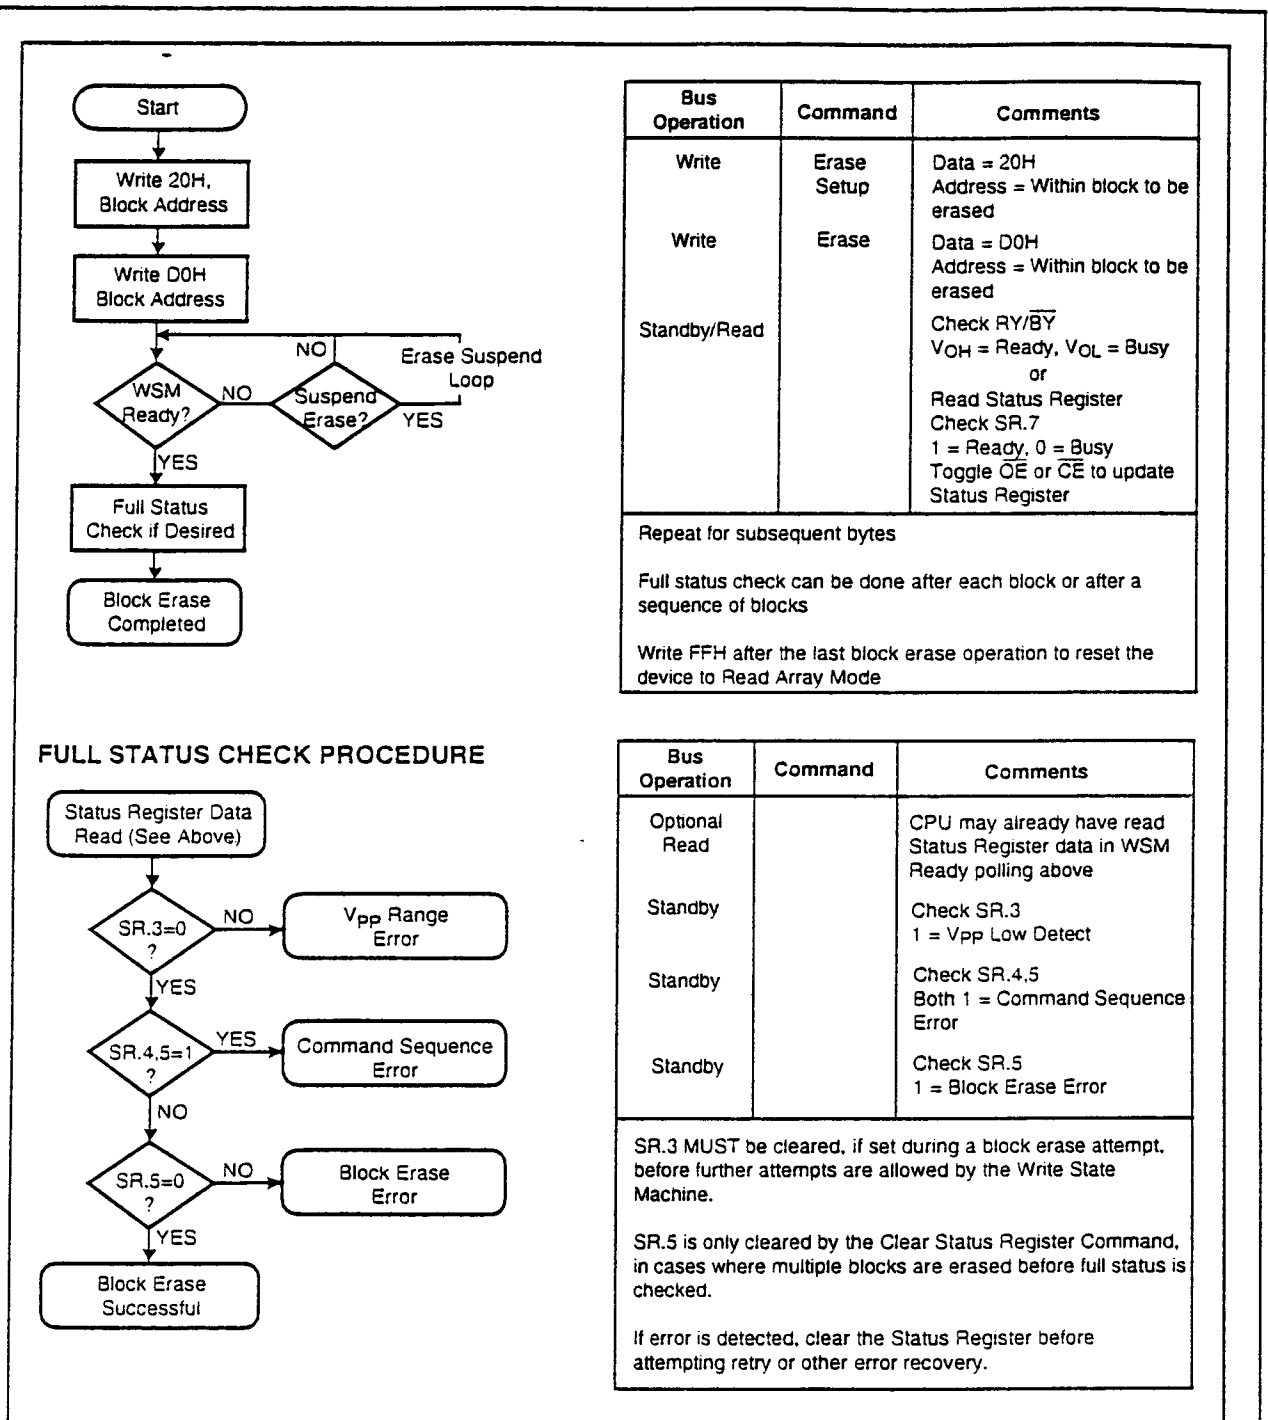 Start
Write 20H,
Block Address
Write D0H
Block Address
NO
Erase Suspend
Loop
WSM
Ready?
NO
Suspend
Erase?
YES
YES
Full Status
Check if Desired
Block Erase
Completed
Bus
Operation
Command
Comments
Write
Erase
Setup
Data = 20H
Address = Within block to be
erased
Write
Erase
Data = D0H
Address = Within block to be
erased
Standby/Read
Check RY/B̅Y̅
VOH = Ready, VOL = Busy
or
Read Status Register
Check SR.7
1 = Ready, 0 = Busy
Toggle O̅E̅ or C̅E̅ to update
Status Register
Repeat for subsequent bytes
Full status check can be done after each block or after a
sequence of blocks
Write FFH after the last block erase operation to reset the
device to Read Array Mode
FULL STATUS CHECK PROCEDURE
Status Register Data
Read (See Above)
SR.3=0
?
NO
VPP Range
Error
YES
SR.4,5=1
?
YES
Command Sequence
Error
NO
SR.5=0
?
NO
Block Erase
Error
YES
Block Erase
Successful
Bus
Operation
Command
Comments
Optional
Read
CPU may already have read
Status Register data in WSM
Ready polling above
Standby
Check SR.3
1 = VPP Low Detect
Standby
Check SR.4,5
Both 1 = Command Sequence
Error
Standby
Check SR.5
1 = Block Erase Error
SR.3 MUST be cleared, if set during a block erase attempt,
before further attempts are allowed by the Write State
Machine.
SR.5 is only cleared by the Clear Status Register Command,
in cases where multiple blocks are erased before full status is
checked.
If error is detected, clear the Status Register before
attempting retry or other error recovery.